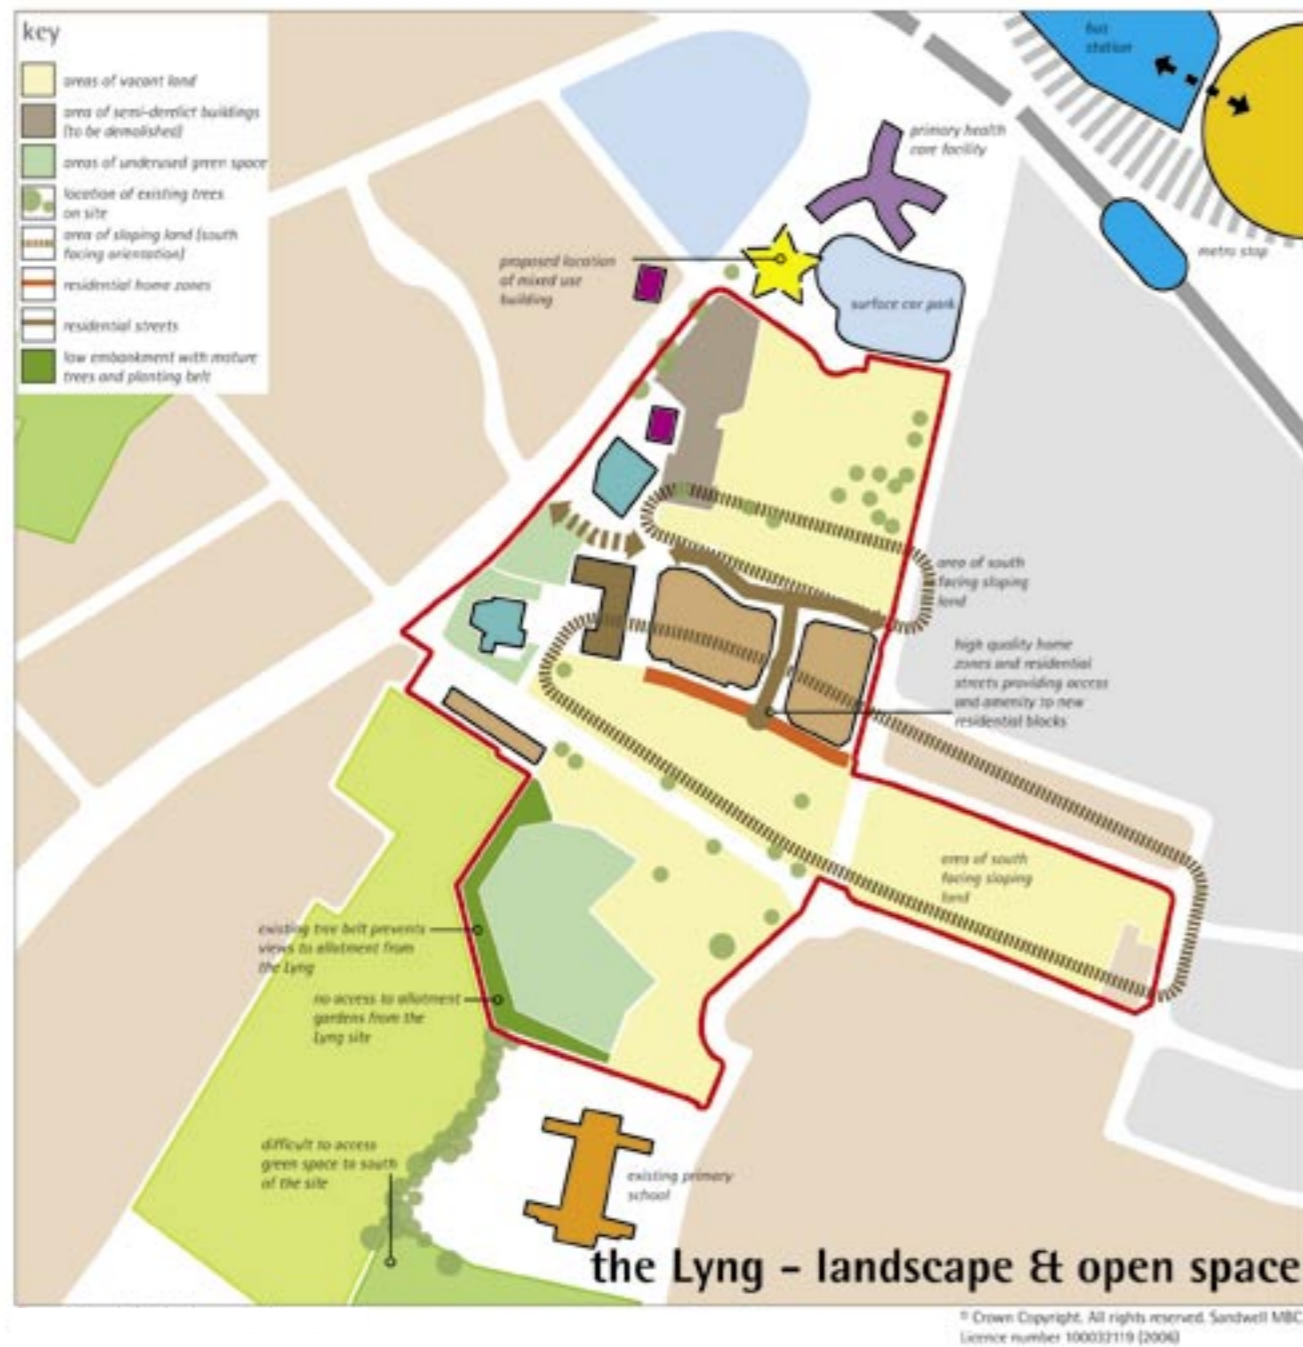 key
areas of vacant land
area of semi-derelict buildings
(to be demolished)
areas of underused green space
location of existing trees
on site
area of sloping land (south
facing orientation)
residential home zones
residential streets
low embankment with mature
trees and planting belt
bus
station
primary health
care facility
metro stop
proposed location
of mixed use
building
surface car park
area of south
facing sloping
land
high quality home
zones and residential
streets providing access
and amenity to new
residential blocks
area of south
facing sloping
land
existing tree belt prevents
views to allotment from
the Lyng
no access to allotment
gardens from the
Lyng site
difficult to access
green space to south
of the site
existing primary
school
the Lyng - landscape & open space
© Crown Copyright. All rights reserved. Sandwell MBC.
Licence number 100032119 (2006)